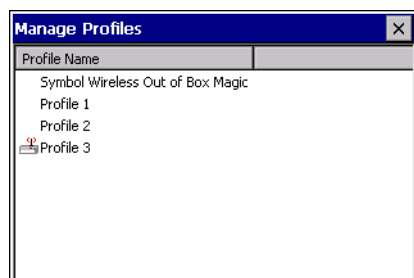 Manage Profiles
Profile Name
Symbol Wireless Out of Box Magic
Profile 1
Profile 2
Profile 3